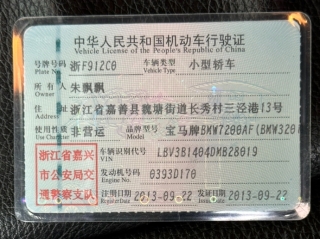 中华人民共和国机动车行驶证
Vehicle License of the People's Republic of China
号牌号码 浙F912C0 车辆类型 小型轿车
Plate No. Vehicle Type
所有人 朱飘飘
Owner
住址 浙江省嘉善县魏塘街道长秀村三泾港13号
Address
使用性质 非营运 品牌型号 宝马牌BMW7200AF(BMW320
Use Character Model
浙江省嘉兴市公安局交通警察支队
车辆识别代号 LBV3B1404DMB28019
VIN
发动机号码 0393D170
Engine No.
注册日期 2013-09-22 发证日期 2013-09-22
Register Date Issue Date